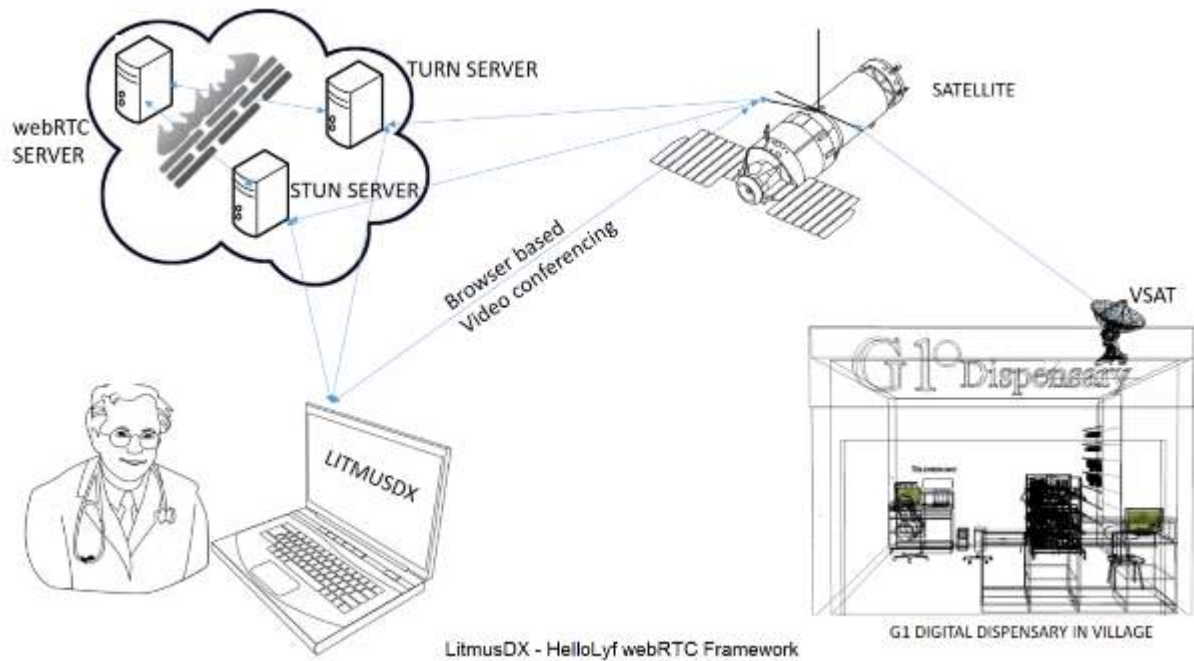 TURN SERVER
SATELLITE
webRTC
SERVER
STUN SERVER
Browser based
Video conferencing
VSAT
G1° Dispensary
LITMUSDX
G1 DIGITAL DISPENSARY IN VILLAGE
LitmusDX - HelloLyf webRTC Framework